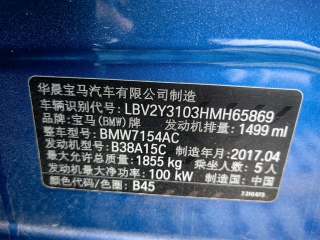 华晨宝马汽车有限公司制造
车辆识别代号: LBV2Y3103HMH65869
品牌: 宝马(BMW)牌 发动机排量: 1499 ml
整车型号: BMW7154AC
发动机型号: B38A15C 制造年月: 2017.04
最大允许总质量: 1855 kg 乘坐人数: 5 人
发动机最大净功率: 100 kW 制造国: 中国
颜色代码/色: B45